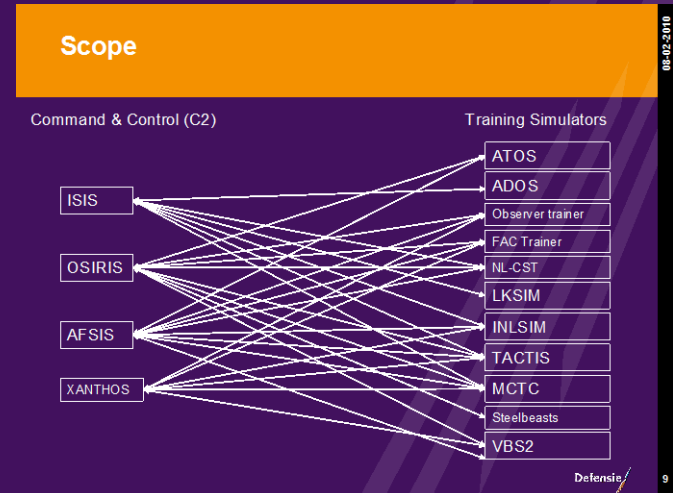 Scope
08-02-2010
Command & Control (C2)
Training Simulators
ISIS
OSIRIS
AFSIS
XANTHOS
ATOS
ADOS
Observer trainer
FAC Trainer
NL-CST
LKSIM
INLSIM
TACTIS
MCTC
Steelbeasts
VBS2
Defensie
9